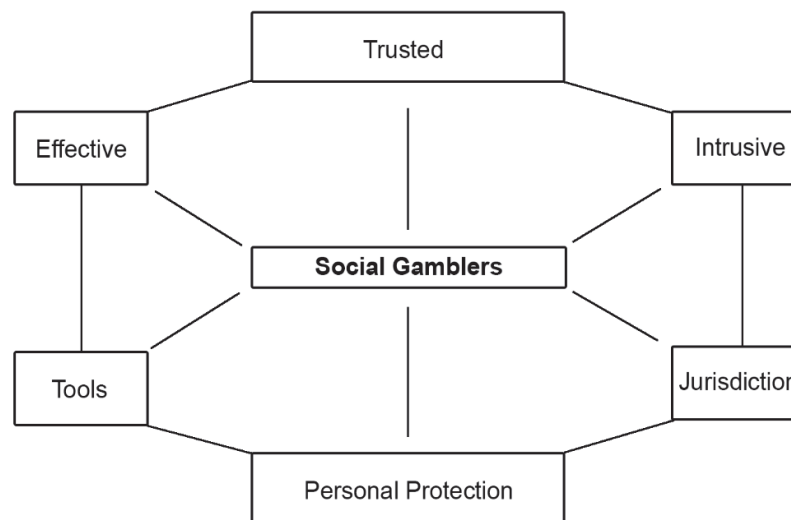 Trusted
Effective
Intrusive
Social Gamblers
Tools
Jurisdiction
Personal Protection